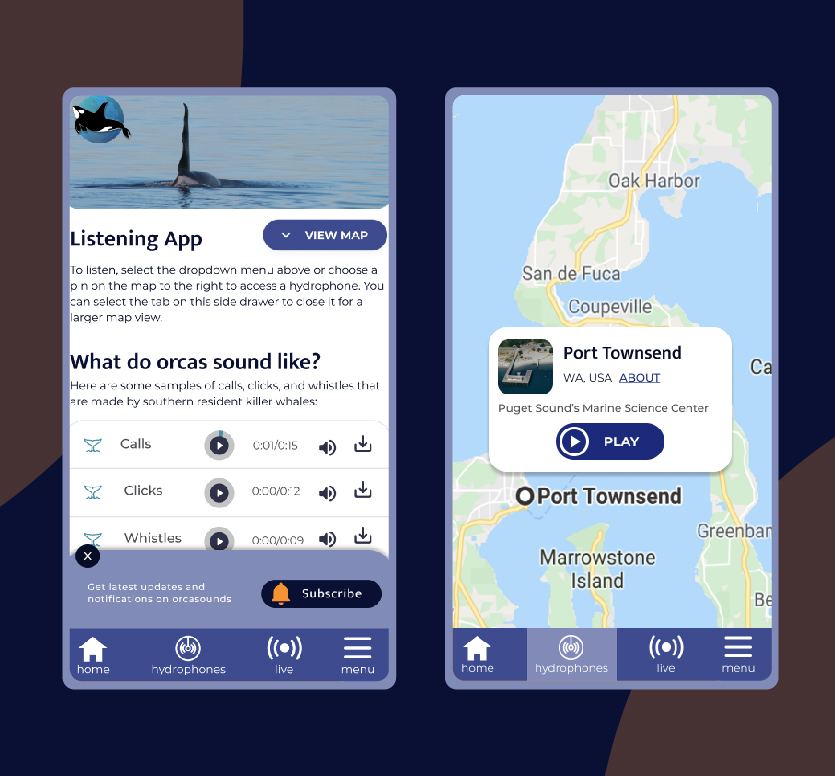 Listening App
VIEW MAP
To listen, select the dropdown menu above or choose a
pin on the map to the right to access a hydrophone. You
can select the tab on this side drawer to close it for a
larger map view.
What do orcas sound like?
Here are some samples of calls, clicks, and whistles that
are made by southern resident killer whales:
Calls 0:01/0:15
Clicks 0:00/0:12
Whistles 0:00/0:09
Get latest updates and
notifications on orcasounds
Subscribe
home hydrophones live menu
Oak Harbor
San de Fuca
Coupeville
Ca
Port Townsend
WA, USA ABOUT
Puget Sound's Marine Science Center
PLAY
Port Townsend
Greenban
Marrowstone
Island
Be
home hydrophones live menu